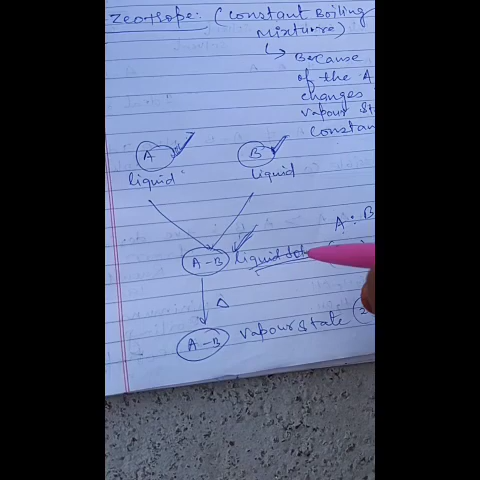 Zeotrope: (Constant Boiling
Mixture)
↳ Because
of the A
changes
vapour St
Constan
A
B
liquid
liquid
A : B
A-B
liquid
Δ
A-B
vapour state